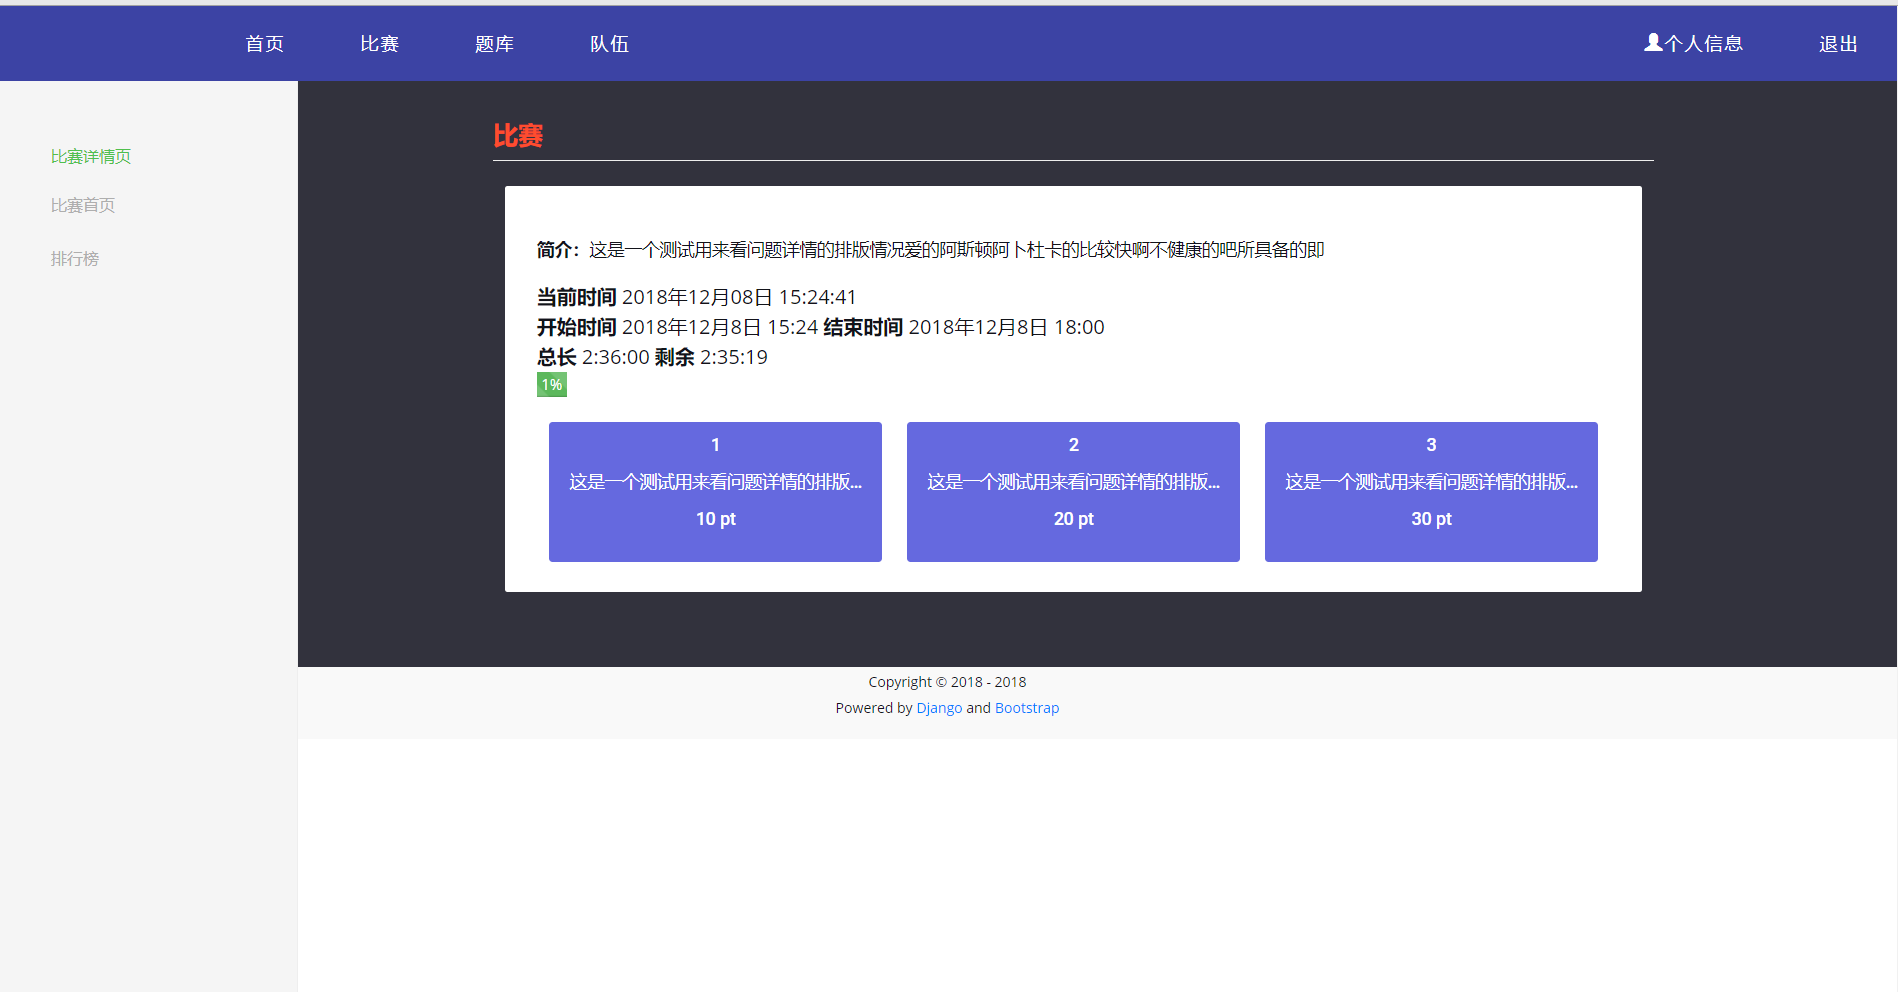 首页 比赛 题库 队伍 个人信息 退出
比赛详情页
比赛首页
排行榜
比赛
简介：这是一个测试用来看问题详情的排版情况爱的阿斯顿阿卜杜卡的比较快啊不健康的吧所具备的即
当前时间 2018年12月08日 15:24:41
开始时间 2018年12月8日 15:24 结束时间 2018年12月8日 18:00
总长 2:36:00 剩余 2:35:19
1%
1
这是一个测试用来看问题详情的排版...
10 pt
2
这是一个测试用来看问题详情的排版...
20 pt
3
这是一个测试用来看问题详情的排版...
30 pt
Copyright © 2018 - 2018
Powered by Django and Bootstrap